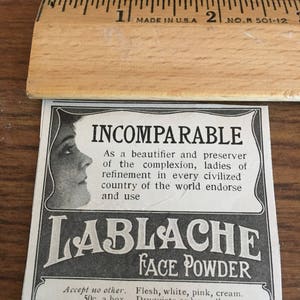 1 MADE IN U.S.A 2 NO. R 501-12
INCOMPARABLE
As a beautifier and preserver
of the complexion, ladies of
refinement in every civilized
country of the world endorse
and use
LABLACHE
FACE POWDER
Accept no other. Flesh, white, pink, cream.
50c. a box.